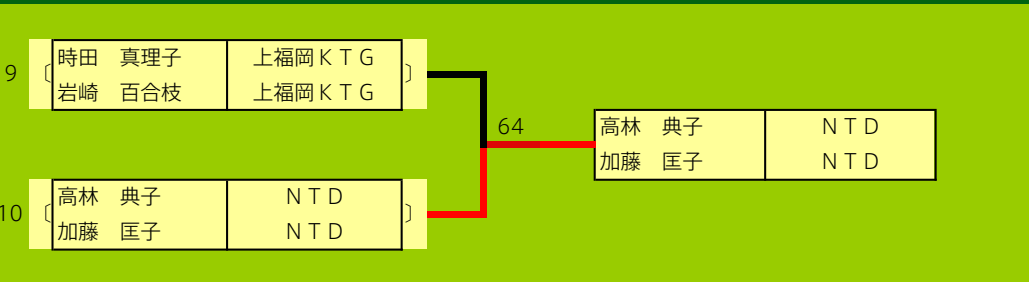 9 〔 時田 真理子 上福岡KTG 〕
岩崎 百合枝 上福岡KTG
64
高林 典子 NTD
加藤 匡子 NTD
10 〔 高林 典子 NTD 〕
加藤 匡子 NTD